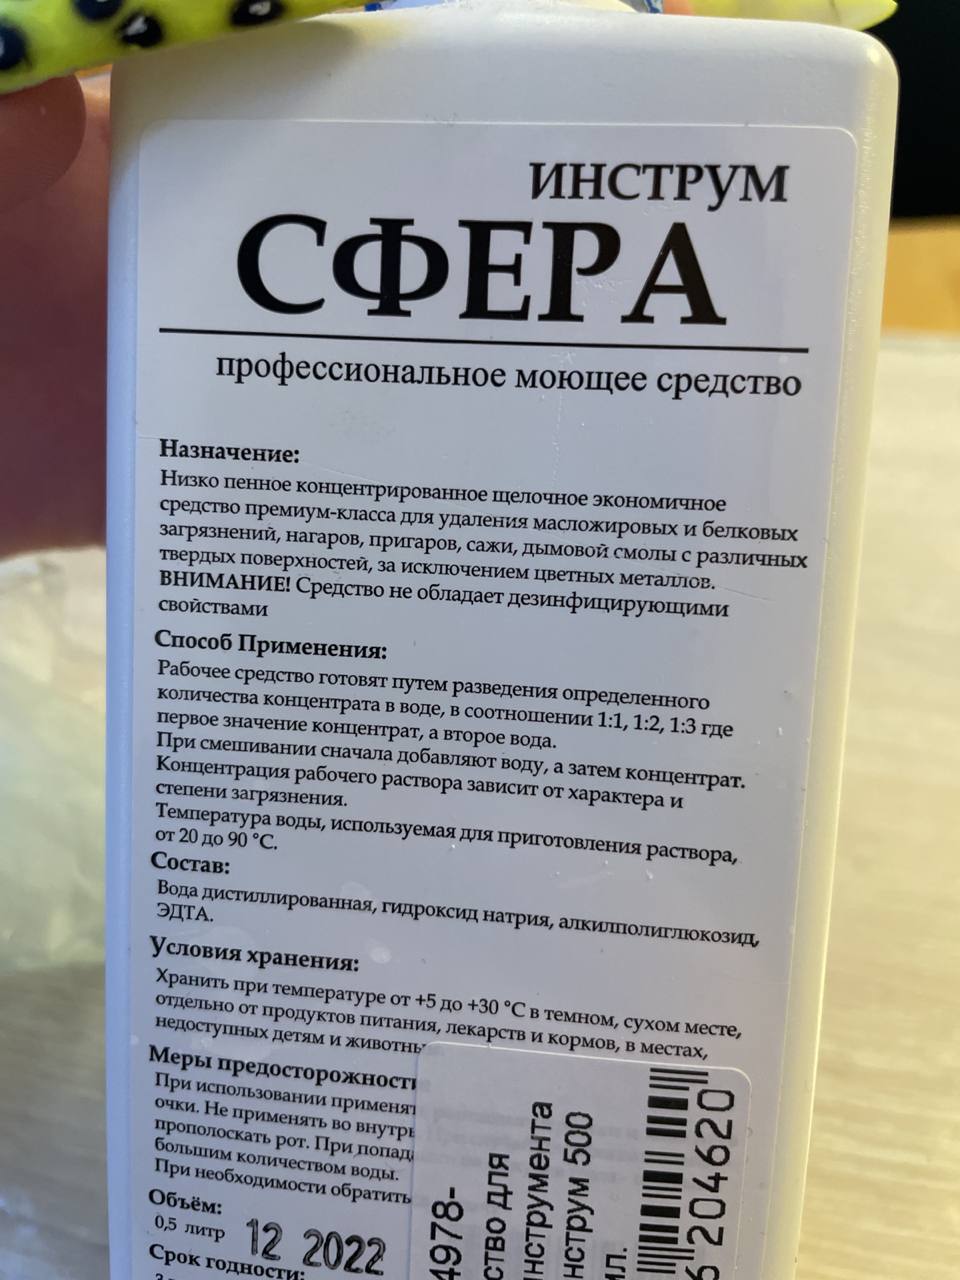 ИНСТРУМ
СФЕРА
профессиональное моющее средство
Назначение:
Низко пенное концентрированное щелочное экономичное
средство премиум-класса для удаления масложировых и белковых
загрязнений, нагаров, пригаров, сажи, дымовой смолы с различных
твердых поверхностей, за исключением цветных металлов.
ВНИМАНИЕ! Средство не обладает дезинфицирующими
свойствами
Способ Применения:
Рабочее средство готовят путем разведения определенного
количества концентрата в воде, в соотношении 1:1, 1:2, 1:3 где
первое значение концентрат, а второе вода.
При смешивании сначала добавляют воду, а затем концентрат.
Концентрация рабочего раствора зависит от характера и
степени загрязнения.
Температура воды, используемая для приготовления раствора,
от 20 до 90 °С.
Состав:
Вода дистиллированная, гидроксид натрия, алкилполиглюкозид,
ЭДТА.
Условия хранения:
Хранить при температуре от +5 до +30 °С в темном, сухом месте,
отдельно от продуктов питания, лекарств и кормов, в местах,
недоступных детям и животны
Меры предосторожности
При использовании применят
очки. Не применять во внутрь
прополоскать рот. При попад
большим количеством воды.
При необходимости обратить
Объём:
0,5 литр
12 2022
Срок годности:
4978-
ство для
нструмента
нструм 500
мл.
6 204620